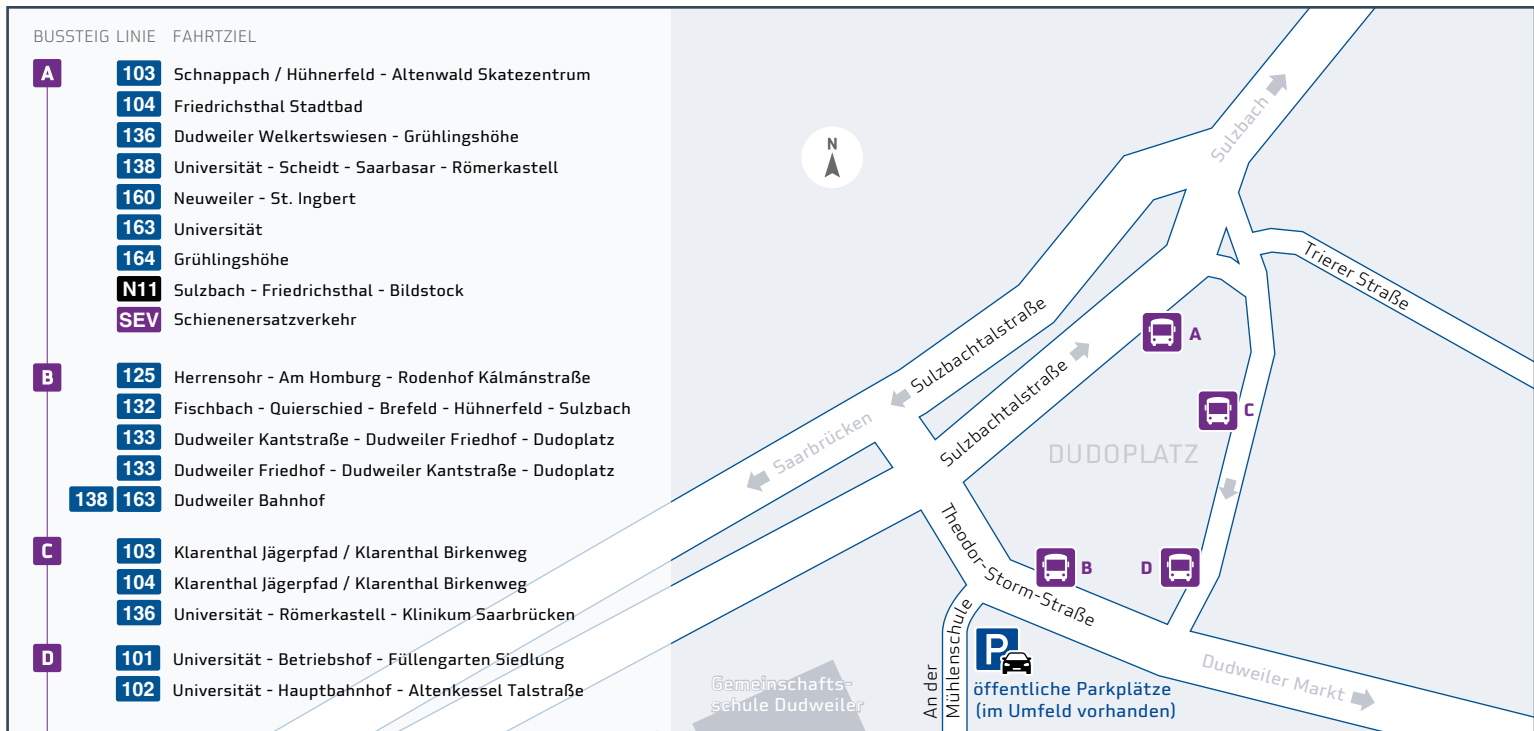 BUSSTEIG LINIE FAHRTZIEL
A 103 Schnappach / Hühnerfeld - Altenwald Skatezentrum
104 Friedrichsthal Stadtbad
136 Dudweiler Welkertswiesen - Grühlingshöhe
138 Universität - Scheidt - Saarbasar - Römerkastell
160 Neuweiler - St. Ingbert
163 Universität
164 Grühlingshöhe
N11 Sulzbach - Friedrichsthal - Bildstock
SEV Schienenersatzverkehr
B 125 Herrensohr - Am Homburg - Rodenhof Kálmánstraße
132 Fischbach - Quierschied - Brefeld - Hühnerfeld - Sulzbach
133 Dudweiler Kantstraße - Dudweiler Friedhof - Dudoplatz
133 Dudweiler Friedhof - Dudweiler Kantstraße - Dudoplatz
138 163 Dudweiler Bahnhof
C 103 Klarenthal Jägerpfad / Klarenthal Birkenweg
104 Klarenthal Jägerpfad / Klarenthal Birkenweg
136 Universität - Römerkastell - Klinikum Saarbrücken
D 101 Universität - Betriebshof - Füllengarten Siedlung
102 Universität - Hauptbahnhof - Altenkessel Talstraße
N
Sulzbach
Trierer Straße
Sulzbachtalstraße
Saarbrücken
Sulzbachtalstraße
A
C
DUDOPLATZ
B
D
Theodor-Storm-Straße
An der
Mühlenschule
P
öffentliche Parkplätze
(im Umfeld vorhanden)
Dudweiler Markt
Gemeinschafts-
schule Dudweiler